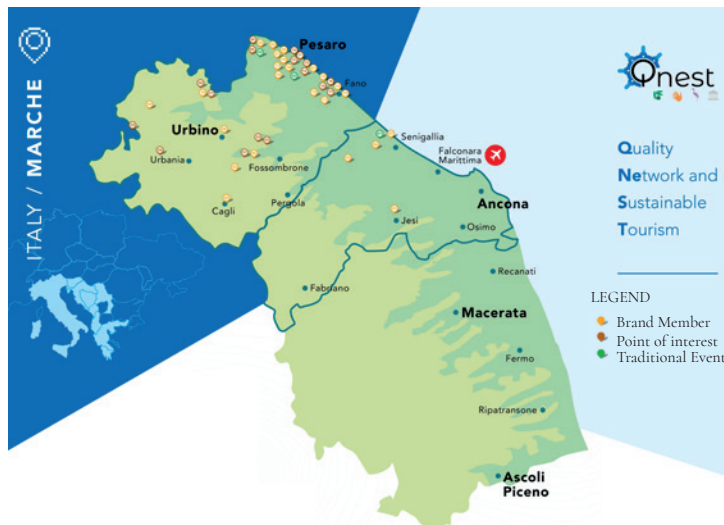 ITALY / MARCHE
Pesaro
Fano
Urbino
Urbania
Fossombrone
Cagli
Pergola
Senigallia
Falconara
Marittima
Ancona
Jesi
Osimo
Fabriano
Recanati
Macerata
Fermo
Ripatransone
Ascoli
Piceno
Qnest
Quality
Network and
Sustainable
Tourism
LEGEND
Brand Member
Point of interest
Traditional Event